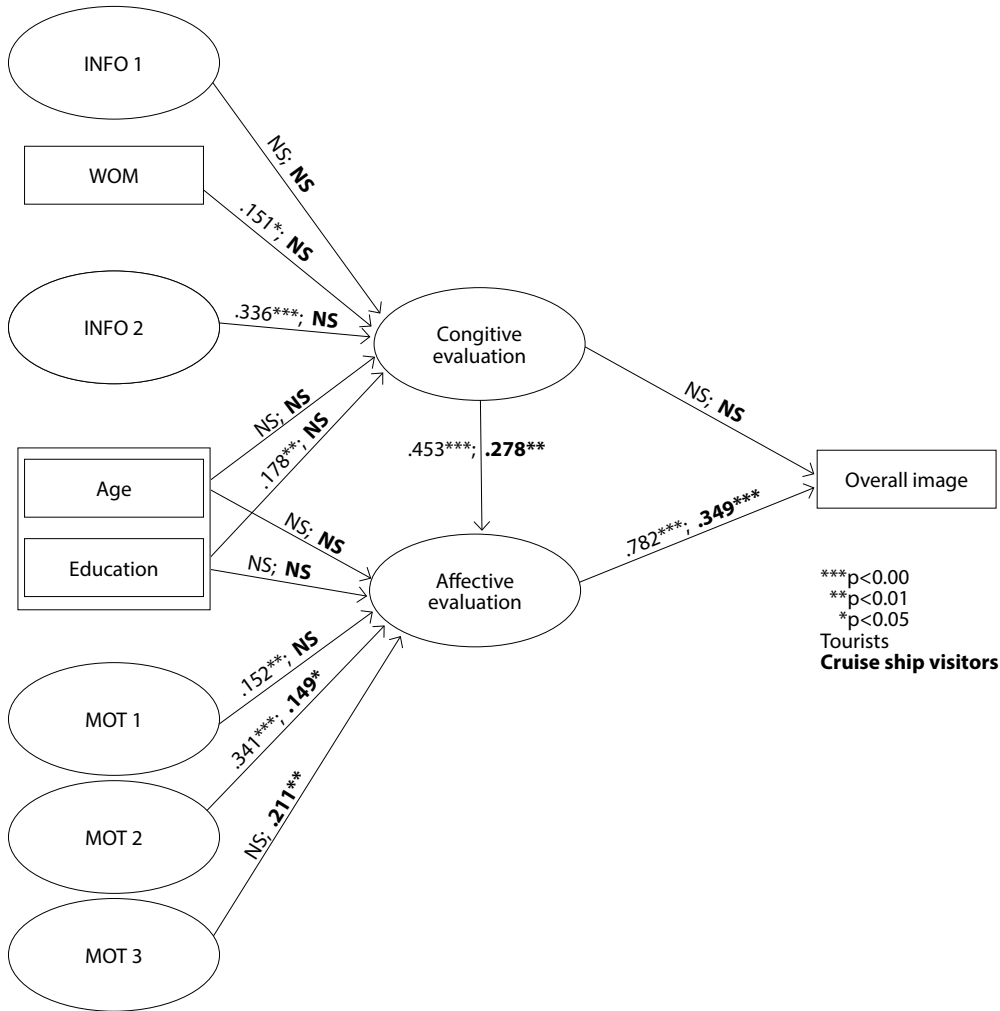 INFO 1
NS; NS
WOM
.151*; NS
INFO 2
.336***; NS
Congitive
evaluation
NS; NS
NS; NS
.178**; NS
.453***; .278**
Age
Education
Overall image
NS; NS
NS; NS
.782***; .349***
Affective
evaluation
***p<0.00
**p<0.01
*p<0.05
Tourists
Cruise ship visitors
.152**; NS
MOT 1
.341***; .149*
MOT 2
NS; .211**
MOT 3